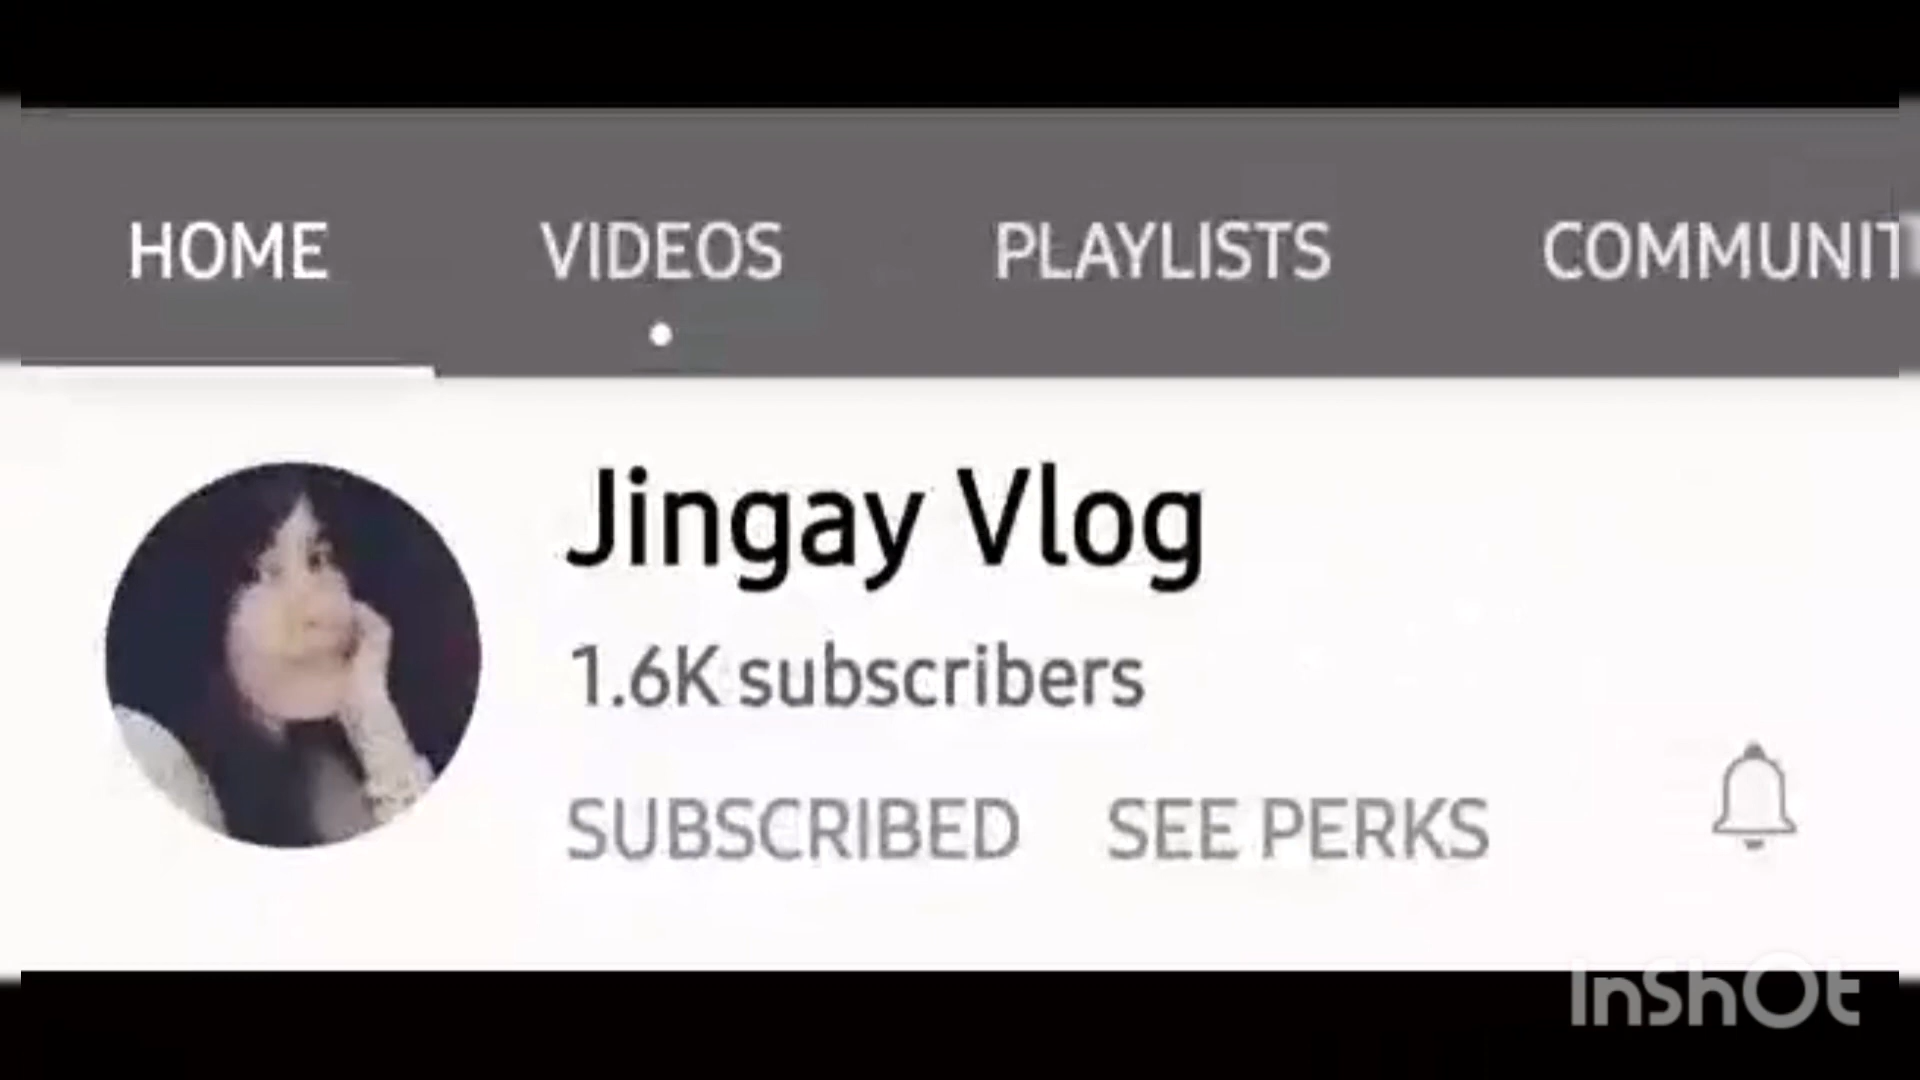 HOME VIDEOS PLAYLISTS COMMUNIT
Jingay Vlog
1.6K subscribers
SUBSCRIBED SEE PERKS
InShOt